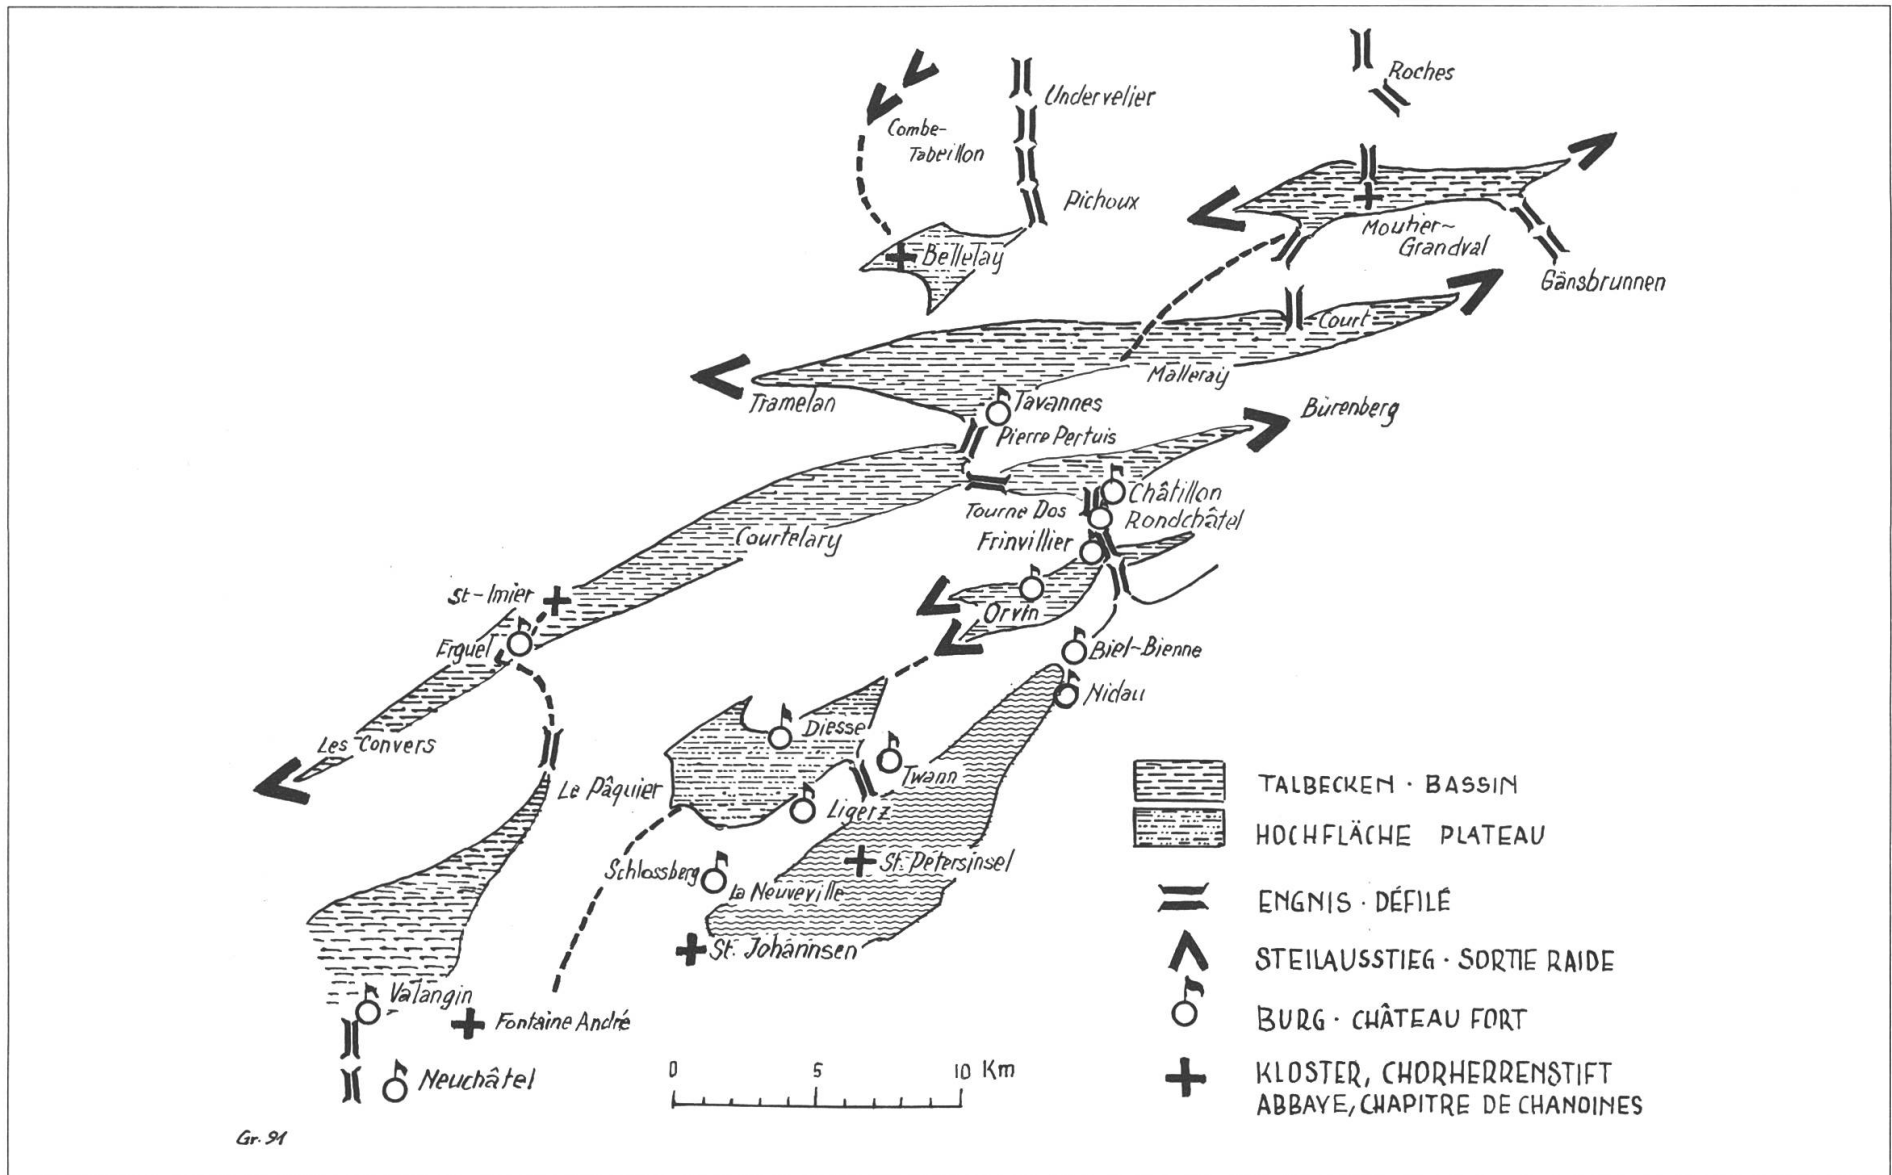 Roches
Undervelier
Combe-
Tabeillon
Pichoux
Moutier-
Grandval
Bellelay
Gänsbrunnen
Court
Malleray
Tramelan
Tavannes
Bürenberg
Pierre Pertuis
Châtillon
Tourne Dos
Rondchâtel
Courtelary
Frinvillier
St-Imier
Orvin
Erguel
Biel-Bienne
Nidau
Diesse
Les Convers
Twann
Le Pâquier
Ligerz
St. Petersinsel
Schlossberg
La Neuveville
St. Johannsen
Valangin
Fontaine André
Neuchâtel
0 5 10 Km
TALBECKEN · BASSIN
HOCHFLÄCHE PLATEAU
ENGNIS · DÉFILÉ
STEILAUSSTIEG · SORTIE RAIDE
BURG · CHÂTEAU FORT
KLOSTER, CHORHERRENSTIFT
ABBAYE, CHAPITRE DE CHANOINES
Gr. 91